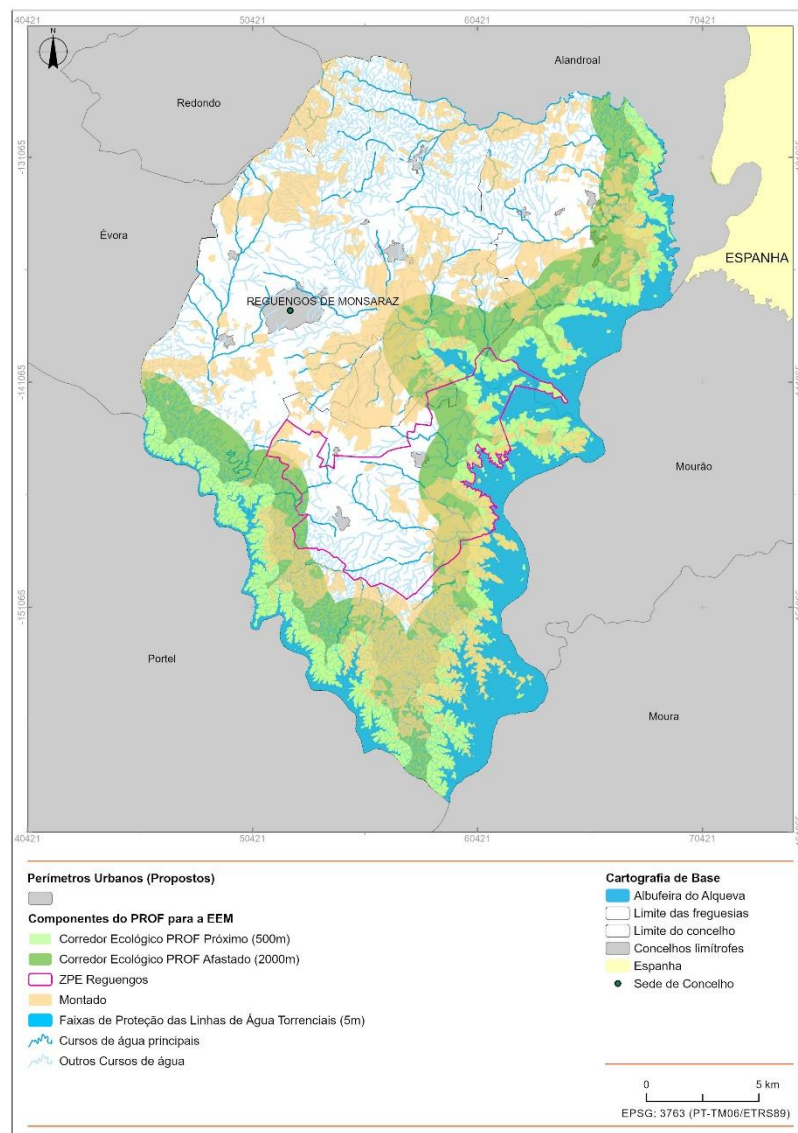 40421 50421 60421 70421
N
Alandroal
Redondo
-131065
Évora
ESPANHA
REGUENGOS DE MONSARAZ
-141065
Mourão
-151065
Portel
Moura
40421 50421 60421 70421
Perímetros Urbanos (Propostos)
Componentes do PROF para a EEM
Corredor Ecológico PROF Próximo (500m)
Corredor Ecológico PROF Afastado (2000m)
ZPE Reguengos
Montado
Faixas de Proteção das Linhas de Água Torrenciais (5m)
Cursos de água principais
Outros Cursos de água
Cartografia de Base
Albufeira do Alqueva
Limite das freguesias
Limite do concelho
Concelhos limítrofes
Espanha
Sede de Concelho
0 5 km
EPSG: 3763 (PT-TM06/ETRS89)